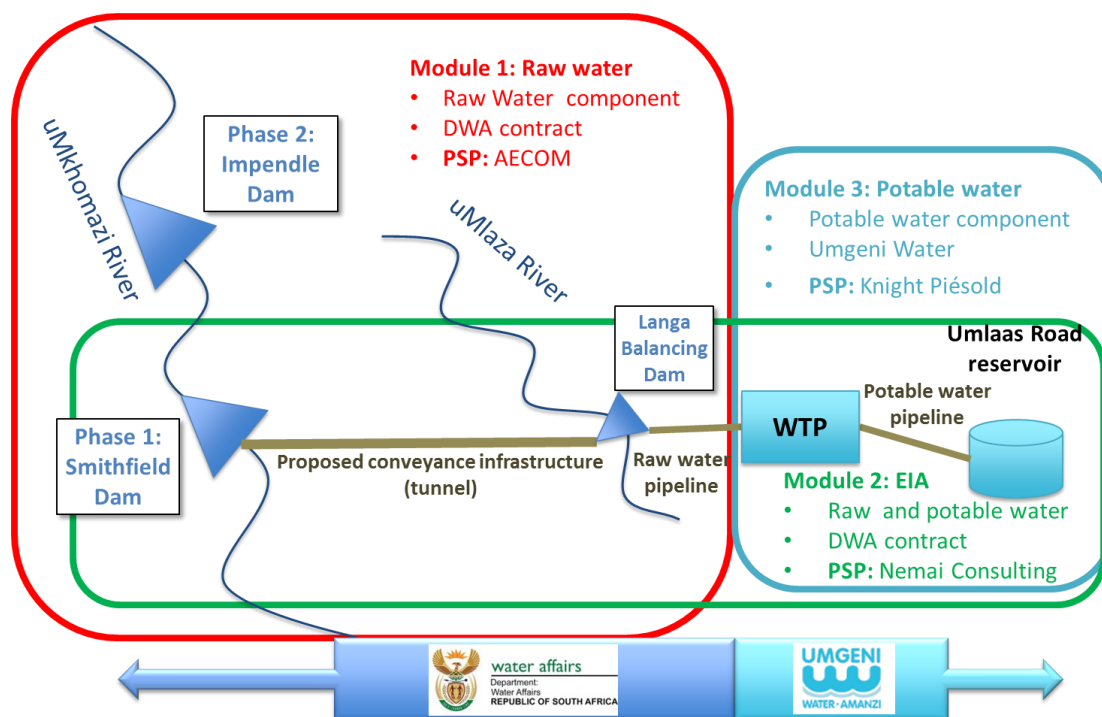 Module 1: Raw water
• Raw Water component
• DWA contract
• PSP: AECOM
uMkhomazi River
Phase 2:
Impendle
Dam
uMlaza River
Module 3: Potable water
• Potable water component
• Umgeni Water
• PSP: Knight Piésold
Langa
Balancing
Dam
Umlaas Road
reservoir
Potable water
pipeline
WTP
Phase 1:
Smithfield
Dam
Proposed conveyance infrastructure
(tunnel)
Raw water
pipeline
Module 2: EIA
• Raw and potable water
• DWA contract
• PSP: Nemai Consulting
water affairs
Department:
Water Affairs
REPUBLIC OF SOUTH AFRICA
UMGENI
WATER·AMANZI